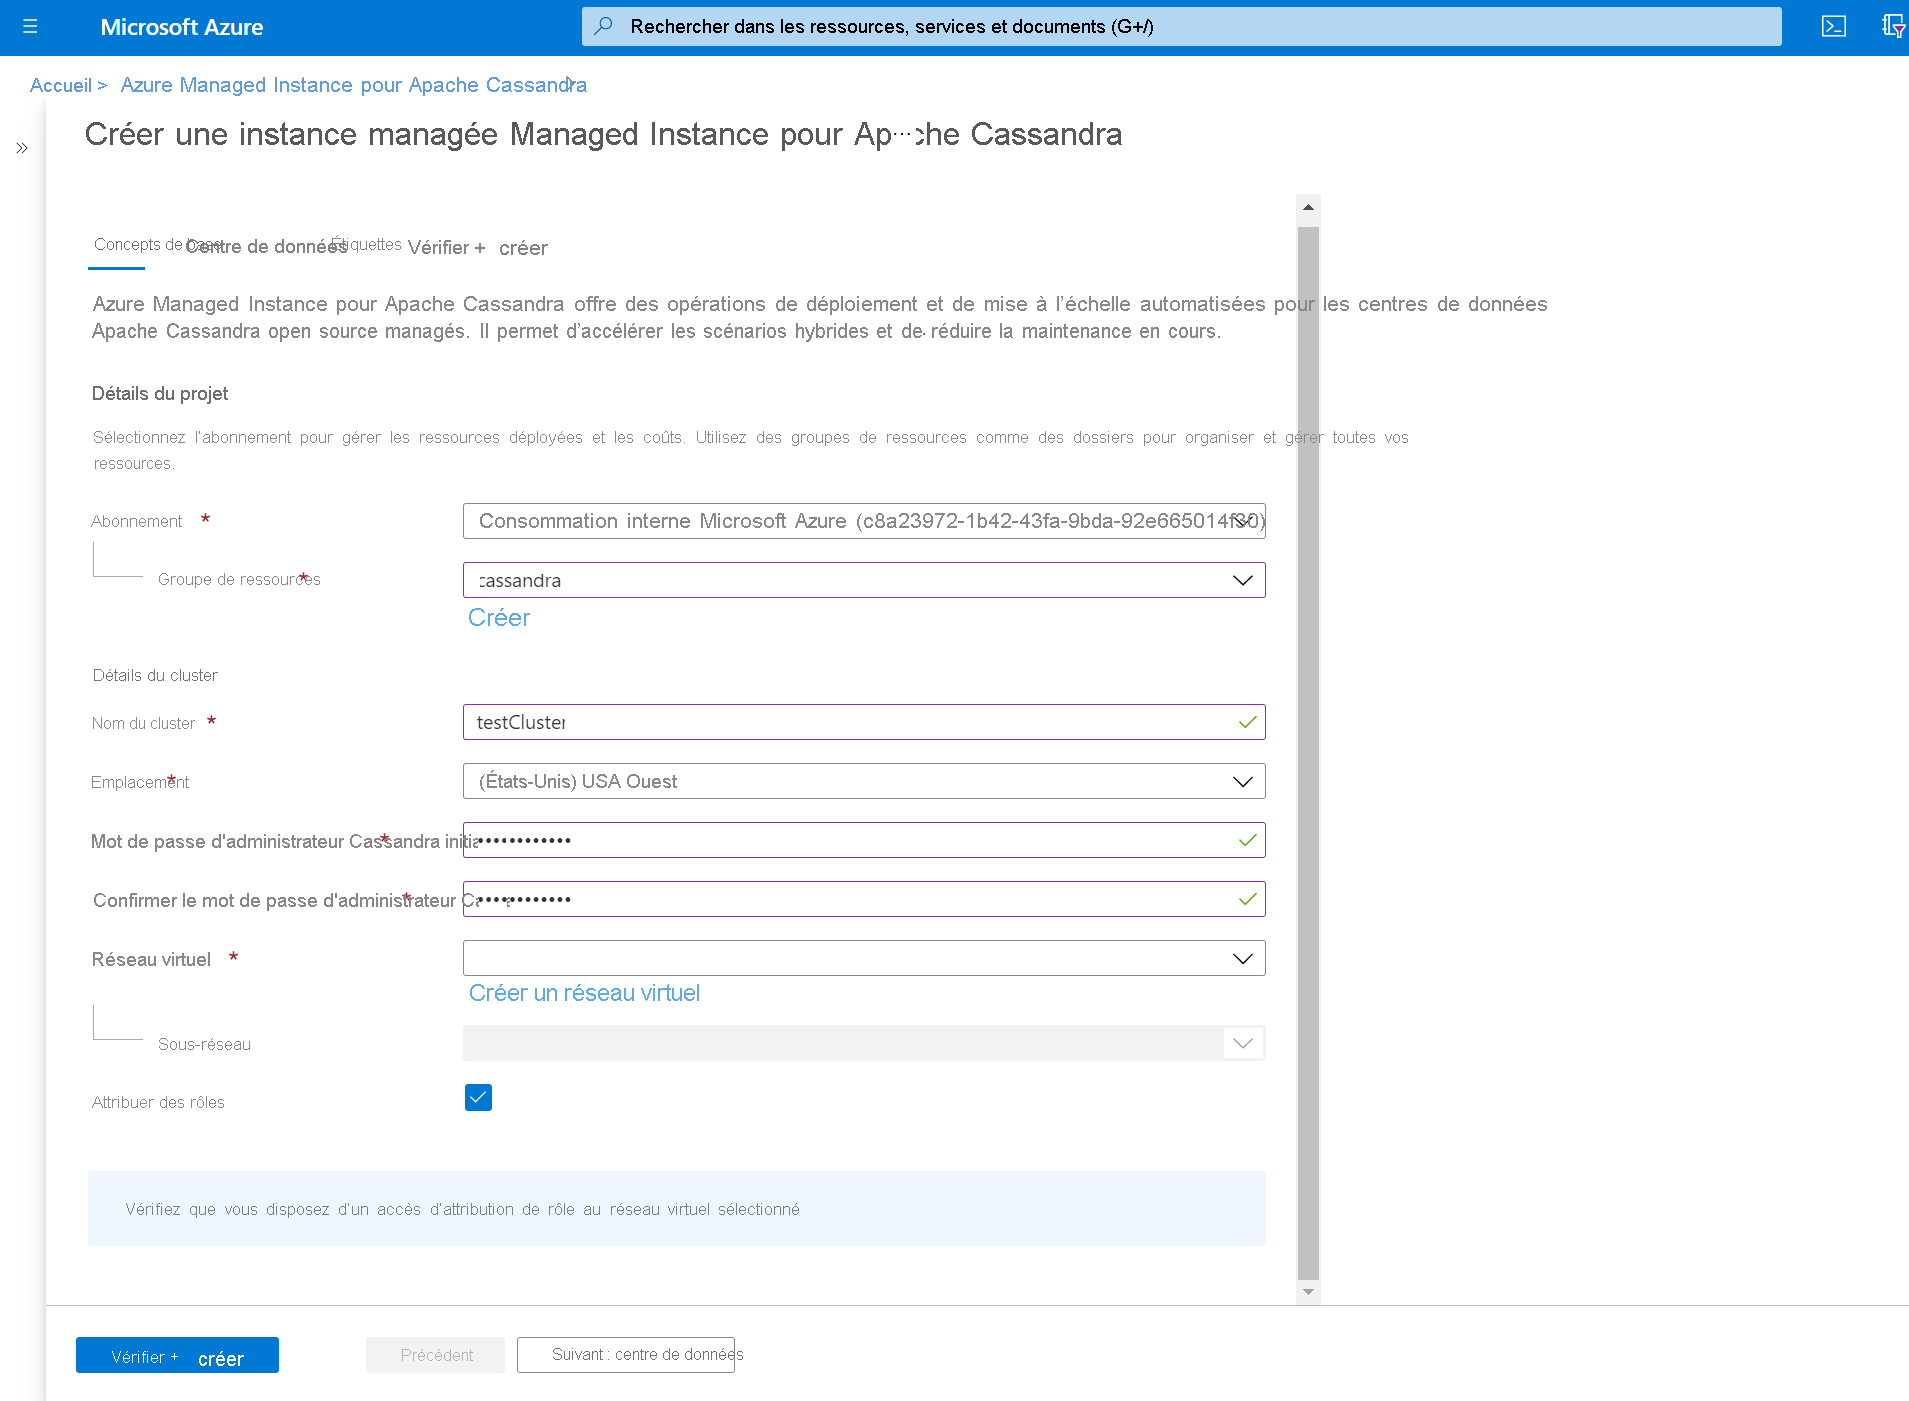 Microsoft Azure
Rechercher dans les ressources, services et documents (G+/)
Accueil > Azure Managed Instance pour Apache Cassandra
Créer une instance managée Managed Instance pour Apache Cassandra
Concepts de base Centre de données Étiquettes Vérifier + créer
Azure Managed Instance pour Apache Cassandra offre des opérations de déploiement et de mise à l’échelle automatisées pour les centres de données
Apache Cassandra open source managés. Il permet d’accélérer les scénarios hybrides et de réduire la maintenance en cours.
Détails du projet
Sélectionnez l'abonnement pour gérer les ressources déployées et les coûts. Utilisez des groupes de ressources comme des dossiers pour organiser et gérer toutes vos
ressources.
Abonnement *
Consommation interne Microsoft Azure (c8a23972-1b42-43fa-9bda-92e665014f30)
Groupe de ressources *
cassandra
Créer
Détails du cluster
Nom du cluster *
testCluster
Emplacement *
(États-Unis) USA Ouest
Mot de passe d'administrateur Cassandra initia *
••••••••••••
Confirmer le mot de passe d'administrateur *
••••••••••••
Réseau virtuel *
Créer un réseau virtuel
Sous-réseau
Attribuer des rôles
Vérifiez que vous disposez d'un accès d'attribution de rôle au réseau virtuel sélectionné
Vérifier + créer
Précédent
Suivant : centre de données